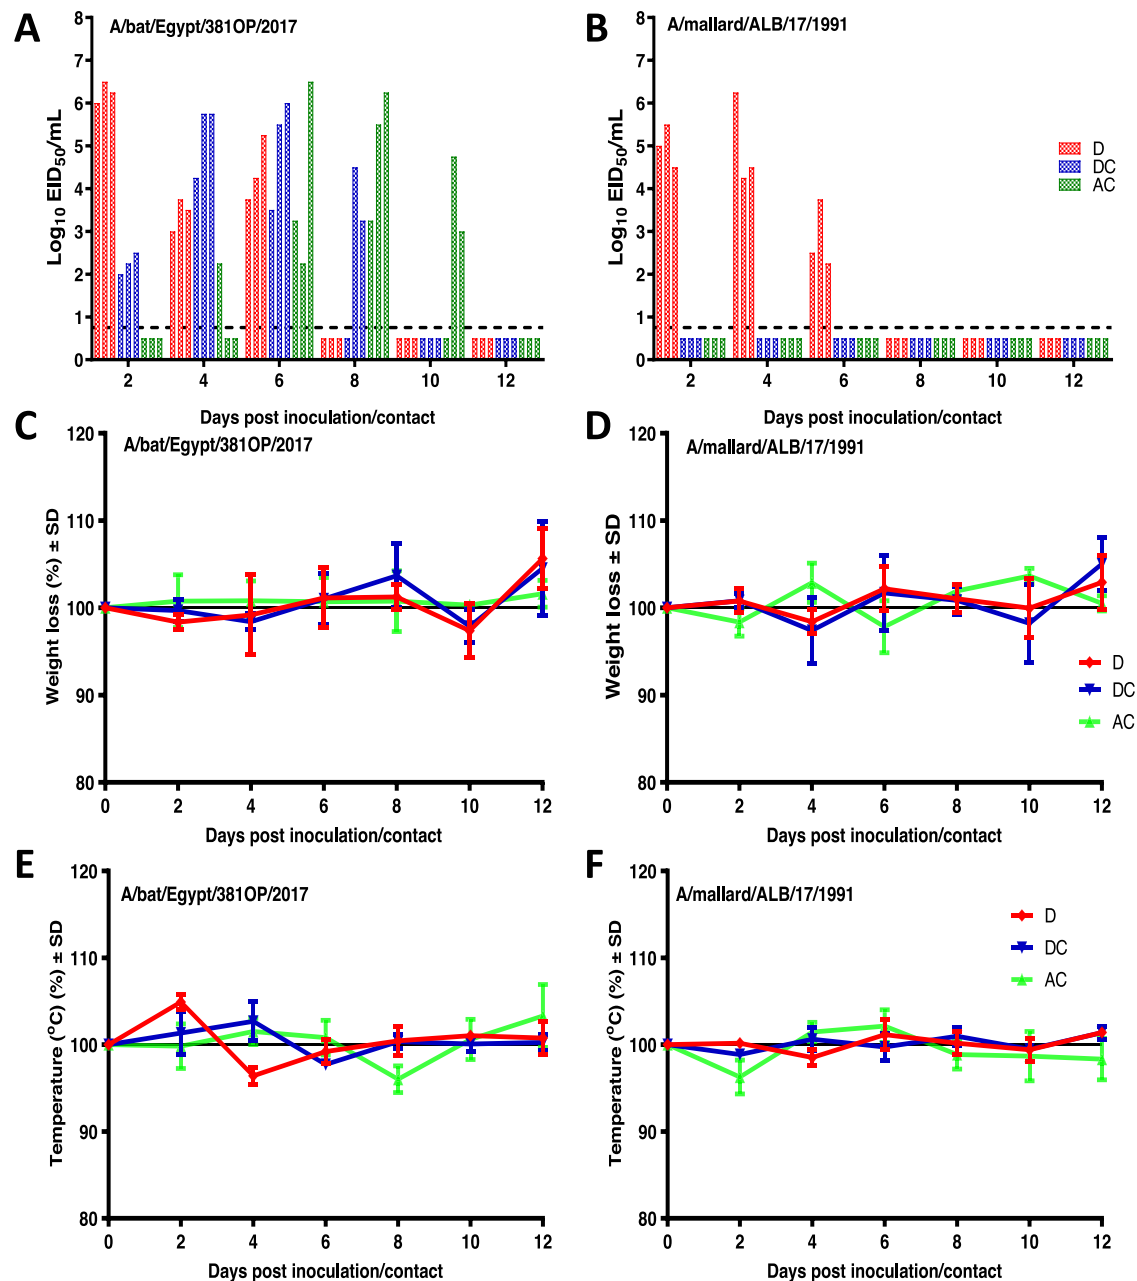 A
A/bat/Egypt/381OP/2017
Log10 EID50/mL
8
7
6
5
4
3
2
1
0
2 4 6 8 10 12
Days post inoculation/contact
B
A/mallard/ALB/17/1991
Log10 EID50/mL
8
7
6
5
4
3
2
1
0
2 4 6 8 10 12
Days post inoculation/contact
D
DC
AC
C
A/bat/Egypt/381OP/2017
Weight loss (%) ± SD
120
110
100
90
80
0 2 4 6 8 10 12
Days post inoculation/contact
D
A/mallard/ALB/17/1991
Weight loss ± SD
120
110
100
90
80
0 2 4 6 8 10 12
Days post inoculation/contact
D
DC
AC
E
A/bat/Egypt/381OP/2017
Temperature (°C) (%) ± SD
120
110
100
90
80
0 2 4 6 8 10 12
Days post inoculation/contact
F
A/mallard/ALB/17/1991
Temperature (°C) (%) ± SD
120
110
100
90
80
0 2 4 6 8 10 12
Days post inoculation/contact
D
DC
AC